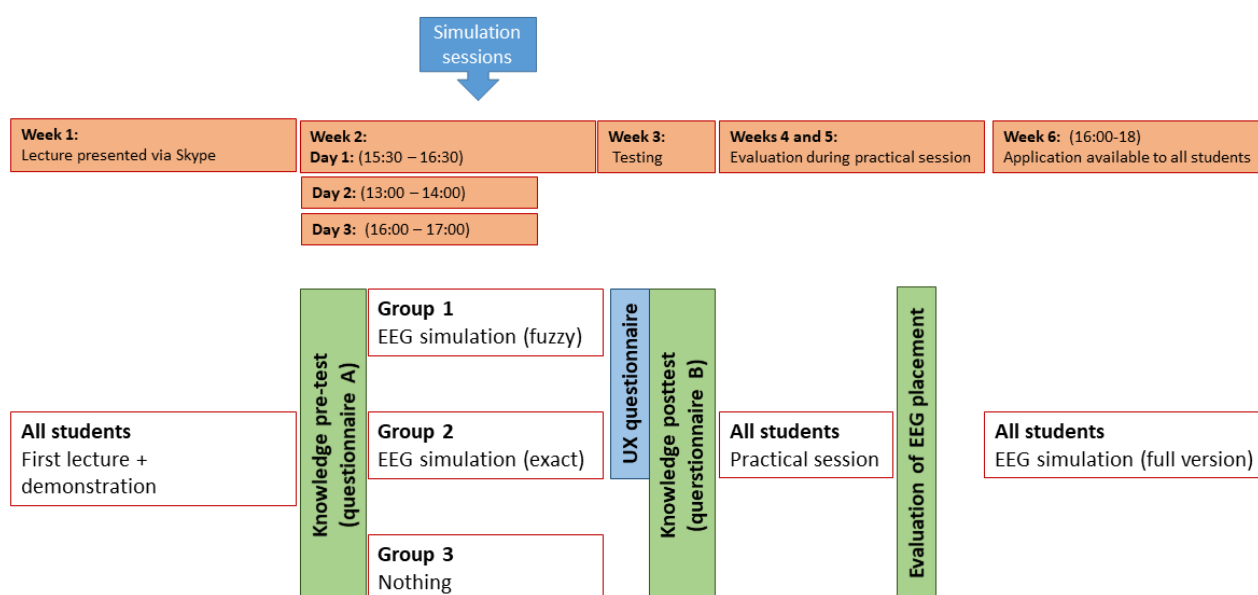 Simulation
sessions
Week 1:
Lecture presented via Skype
Week 2:
Day 1: (15:30 – 16:30)
Day 2: (13:00 – 14:00)
Day 3: (16:00 – 17:00)
Week 3:
Testing
Weeks 4 and 5:
Evaluation during practical session
Week 6: (16:00-18)
Application available to all students
All students
First lecture +
demonstration
Knowledge pre-test
(questionnaire A)
Group 1
EEG simulation (fuzzy)
Group 2
EEG simulation (exact)
Group 3
Nothing
UX questionnaire
Knowledge posttest
(querstionnaire B)
All students
Practical session
Evaluation of EEG placement
All students
EEG simulation (full version)